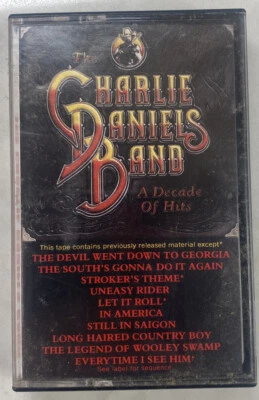 The
CHARLIE
DANIELS
BAND
A Decade
Of Hits
This tape contains previously released material except*
THE DEVIL WENT DOWN TO GEORGIA
THE SOUTH'S GONNA DO IT AGAIN
STROKER'S THEME*
UNEASY RIDER
LET IT ROLL*
IN AMERICA
STILL IN SAIGON
LONG HAIRED COUNTRY BOY
THE LEGEND OF WOOLEY SWAMP
EVERYTIME I SEE HIM*
See label for sequence